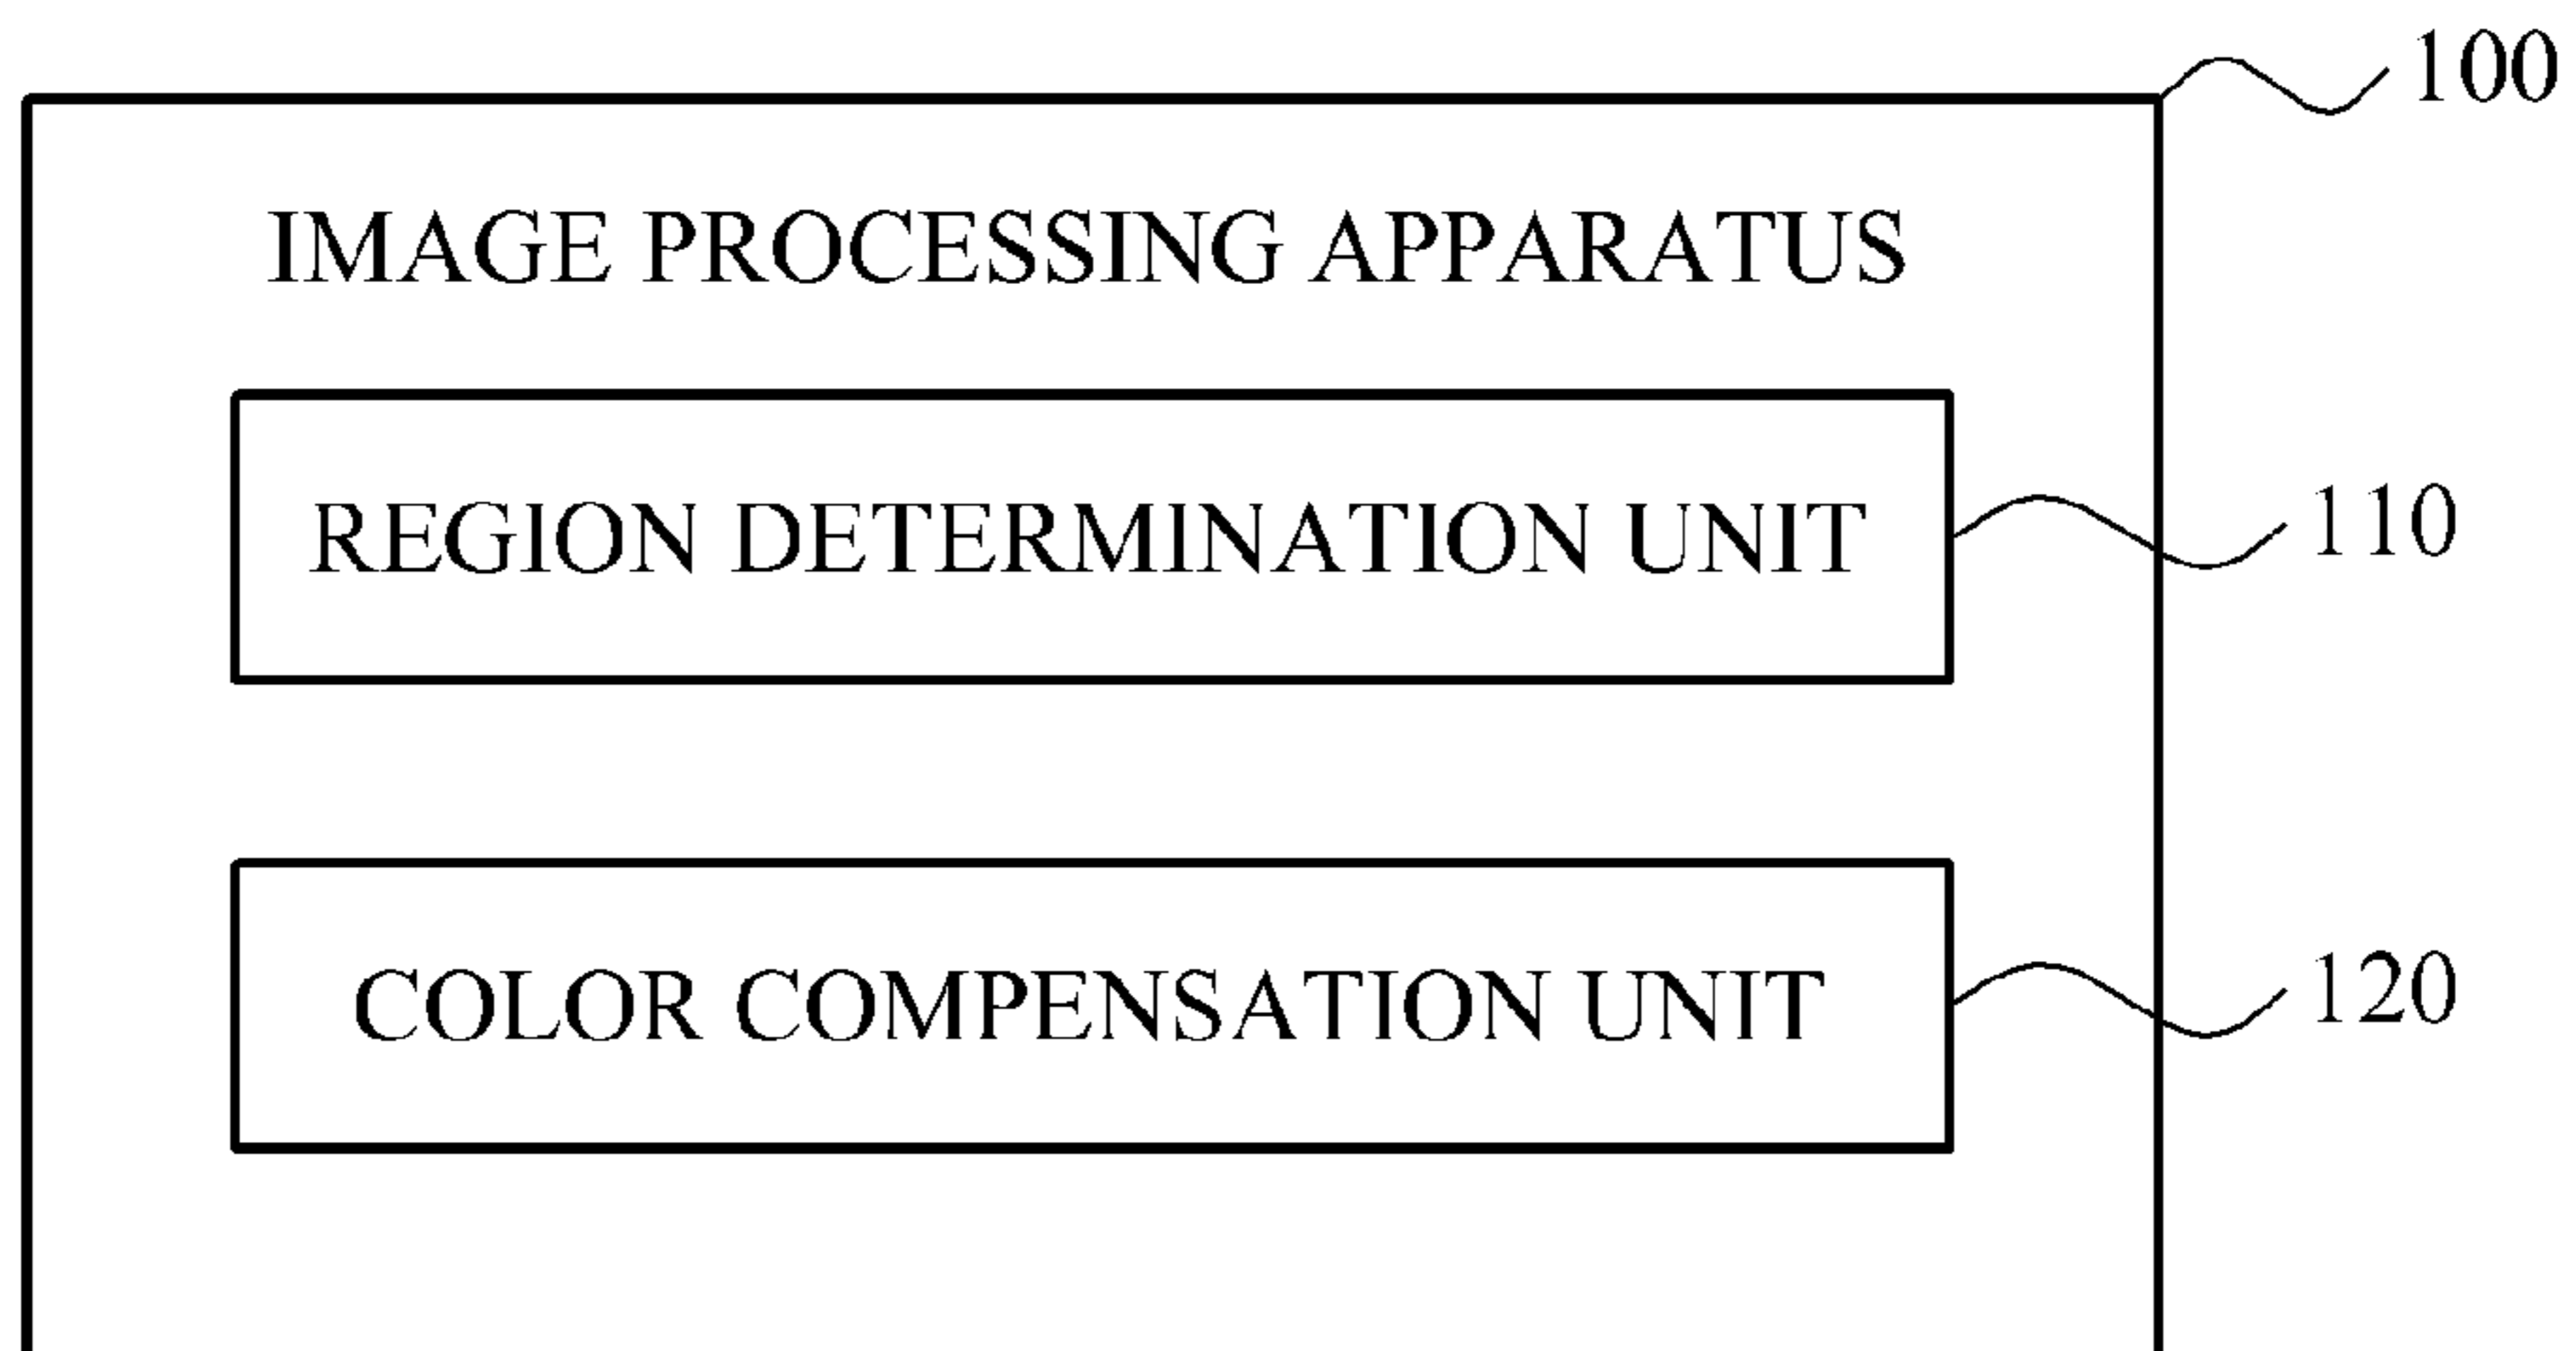 100
IMAGE PROCESSING APPARATUS
REGION DETERMINATION UNIT
110
COLOR COMPENSATION UNIT
120